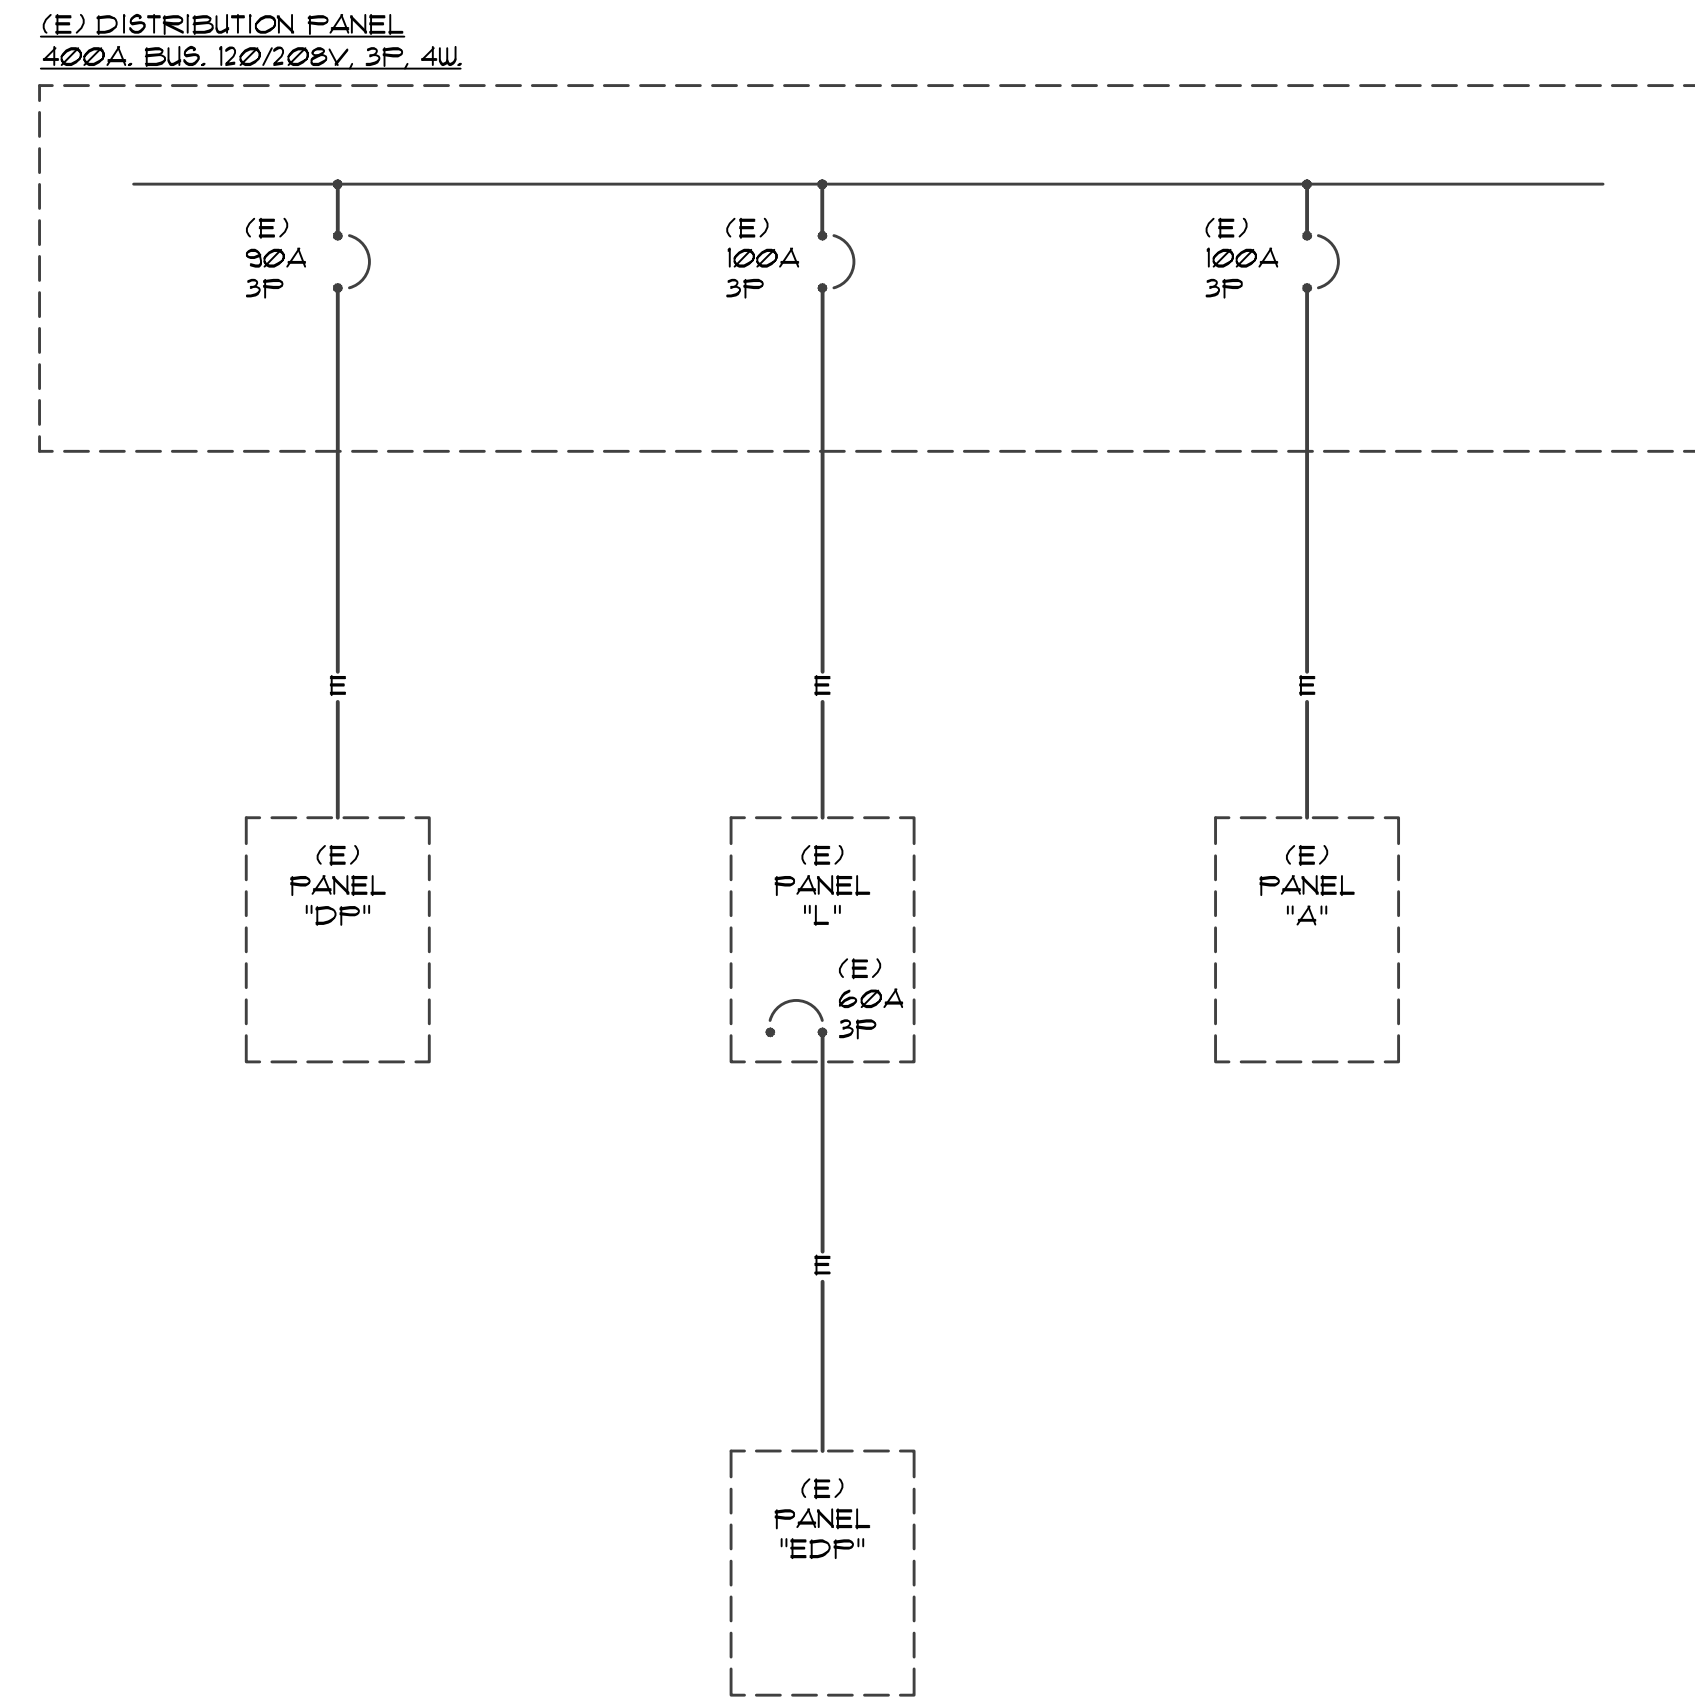 (E) DISTRIBUTION PANEL
400A. BUS. 120/208V, 3P, 4W.
(E)
90A
3P
(E)
100A
3P
(E)
100A
3P
E
E
E
(E)
PANEL
"DP"
(E)
PANEL
"L"
(E)
PANEL
"A"
(E)
60A
3P
E
(E)
PANEL
"EDP"